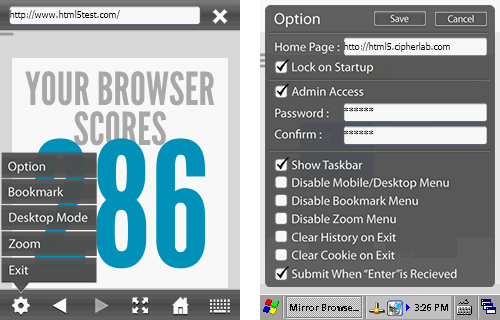 http://www.html5test.com/
YOUR BROWSER
SCORES
286
Option
Bookmark
Desktop Mode
Zoom
Exit
Option
Save
Cancel
Home Page : http://html5.cipherlab.com
Lock on Startup
Admin Access
Password : ******
Confirm : ******
Show Taskbar
Disable Mobile/Desktop Menu
Disable Bookmark Menu
Disable Zoom Menu
Clear History on Exit
Clear Cookie on Exit
Submit When "Enter"is Recieved
Mirror Browse...
3:26 PM